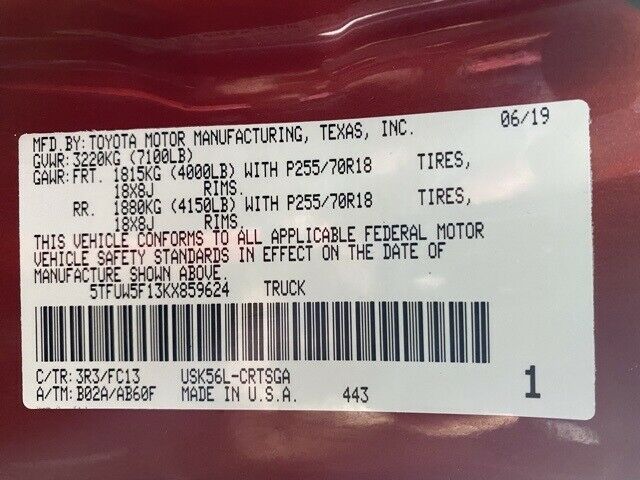 MFD.BY:TOYOTA MOTOR MANUFACTURING, TEXAS, INC. 06/19
GVWR:3220KG (7100LB)
GAWR:FRT. 1815KG (4000LB) WITH P255/70R18 TIRES,
18X8J RIMS.
RR. 1880KG (4150LB) WITH P255/70R18 TIRES,
18X8J RIMS.
THIS VEHICLE CONFORMS TO ALL APPLICABLE FEDERAL MOTOR
VEHICLE SAFETY STANDARDS IN EFFECT ON THE DATE OF
MANUFACTURE SHOWN ABOVE.
5TFUW5F13KX859624 TRUCK
C/TR:3R3/FC13 USK56L-CRTSGA
A/TM:B02A/AB60F MADE IN U.S.A. 443 1